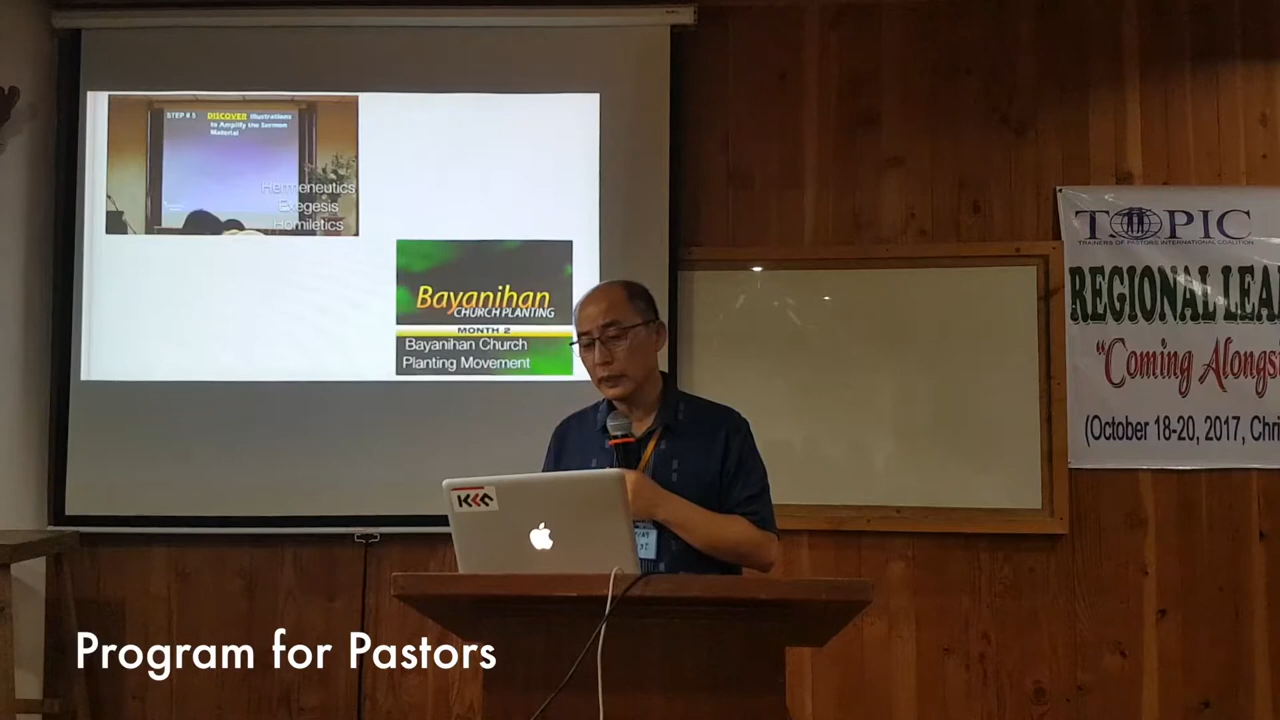 STEP # 5 DISCOVER Illustrations
to Amplify the Sermon
Material
Hermeneutics
Exegesis
Homiletics
Bayanihan
CHURCH PLANTING
MONTH 2
Bayanihan Church
Planting Movement
TOPIC
TRAINERS OF PASTORS INTERNATIONAL COALITION
REGIONAL LEA
"Coming Alongsi
(October 18-20, 2017, Chri
Program for Pastors